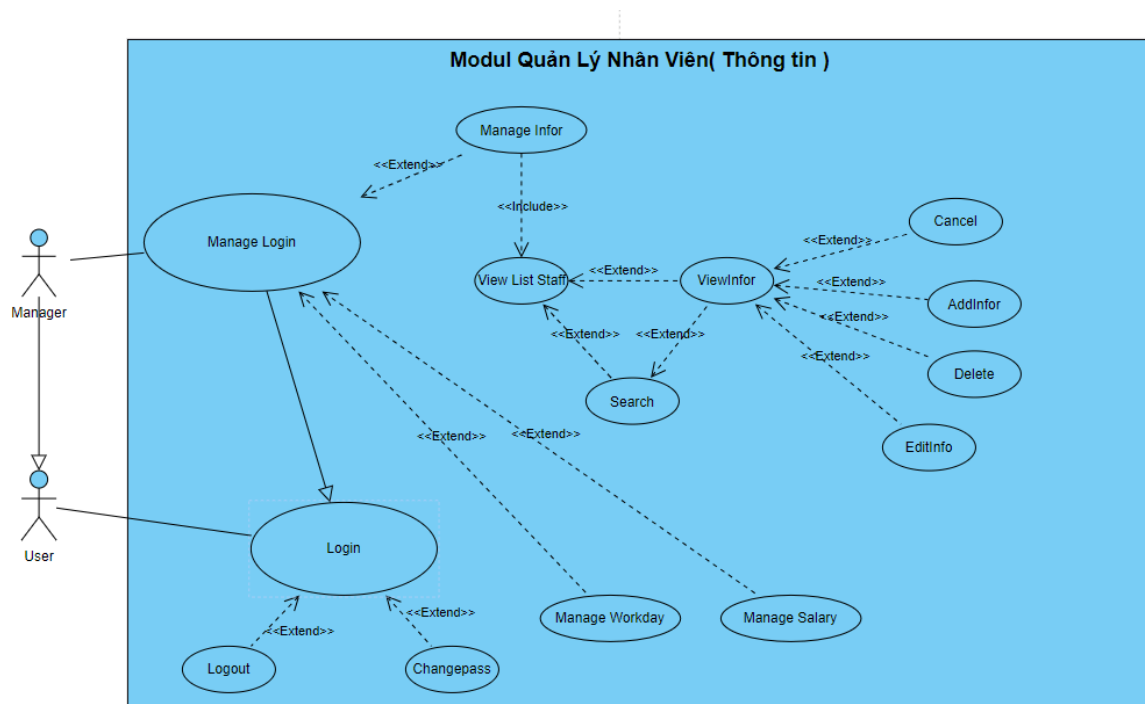 Modul Quản Lý Nhân Viên( Thông tin )
Manage Infor
<<Extend>>
<<Include>>
Manage Login
Manager
View List Staff
<<Extend>>
ViewInfor
<<Extend>>
Cancel
<<Extend>>
AddInfor
<<Extend>>
Delete
<<Extend>>
EditInfo
<<Extend>>
<<Extend>>
Search
<<Extend>>
<<Extend>>
User
Login
<<Extend>>
<<Extend>>
Logout
Changepass
Manage Workday
Manage Salary